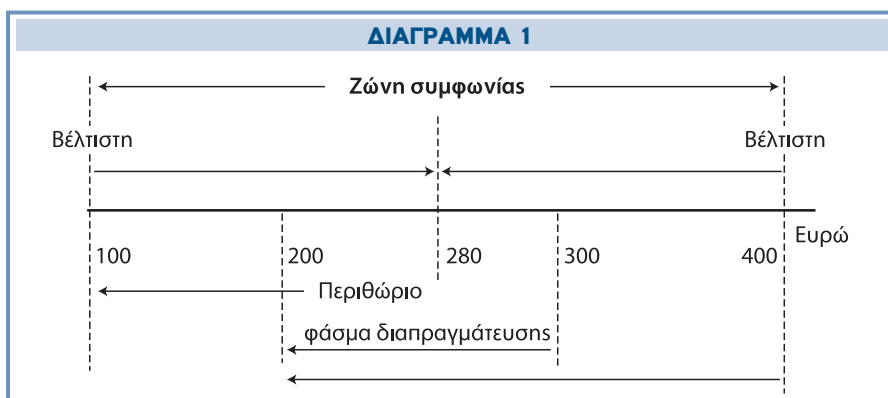 ΔΙΑΓΡΑΜΜΑ 1
Ζώνη συμφωνίας
Βέλτιστη Βέλτιστη
Ευρώ
100 200 280 300 400
Περιθώριο
φάσμα διαπραγμάτευσης